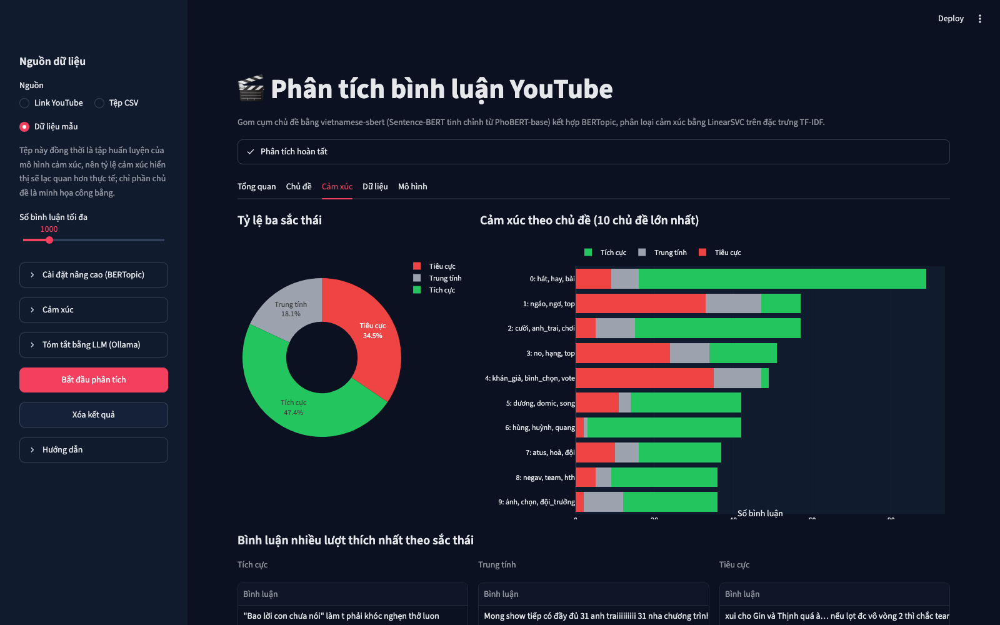 Deploy
Nguồn dữ liệu
Nguồn
Link YouTube
Tệp CSV
Dữ liệu mẫu
Tệp này đồng thời là tập huấn luyện của
mô hình cảm xúc, nên tỷ lệ cảm xúc hiển
thị sẽ lạc quan hơn thực tế; chỉ phần chủ
đề là minh họa công bằng.
Số bình luận tối đa
1000
Cài đặt nâng cao (BERTopic)
Cảm xúc
Tóm tắt bằng LLM (Ollama)
Bắt đầu phân tích
Xóa kết quả
Hướng dẫn
Phân tích bình luận YouTube
Gom cụm chủ đề bằng vietnamese-sbert (Sentence-BERT tinh chỉnh từ PhoBERT-base) kết hợp BERTopic, phân loại cảm xúc bằng LinearSVC trên đặc trưng TF-IDF.
Phân tích hoàn tất
Tổng quan Chủ đề Cảm xúc Dữ liệu Mô hình
Tỷ lệ ba sắc thái
Tiêu cực
Trung tính
Tích cực
Trung tính
18.1%
Tiêu cực
34.5%
Tích cực
47.4%
Cảm xúc theo chủ đề (10 chủ đề lớn nhất)
Tích cực Trung tính Tiêu cực
0: hát, hay, bài
1: ngáo, ngơ, top
2: cười, anh_trai, chơi
3: no, hạng, top
4: khán_giả, bình_chọn, vote
5: dương, domic, song
6: hùng, huỳnh, quang
7: atus, hoà, đội
8: negav, team, hth
9: ảnh, chọn, đội_trưởng
Số bình luận
Bình luận nhiều lượt thích nhất theo sắc thái
Tích cực
Bình luận
"Bao lời con chưa nói" làm t phải khóc nghẹn thở luon
Trung tính
Bình luận
Mong show tiếp có đầy đủ 31 anh traiiiiiiiii 31 nha chương trình
Tiêu cực
Bình luận
xui cho Gin và Thịnh quá à... nếu lọt đc vô vòng 2 thì chắc tear